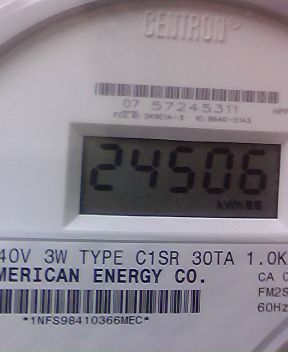 CENTRON®
07 57245311
24506
kWh
40V 3W TYPE C1SR 30TA 1.0K
MERICAN ENERGY CO.
CA
FM2S
60Hz
*1NFS98410366MEC*